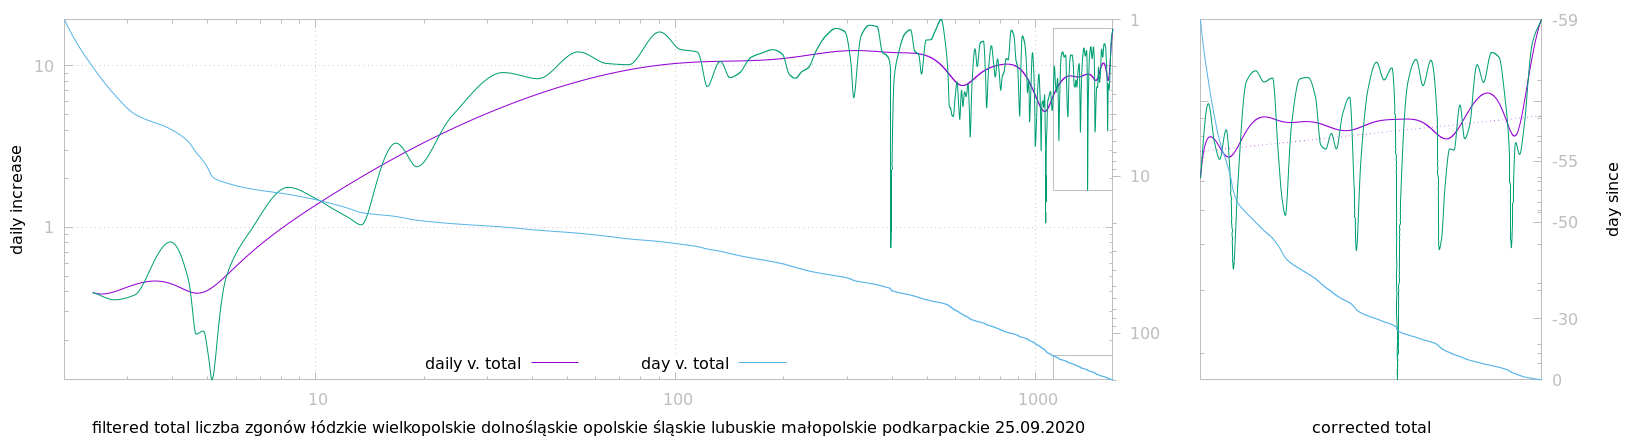 10
1
daily increase
daily v. total
day v. total
10
100
1000
1
10
100
filtered total liczba zgonów łódzkie wielkopolskie dolnośląskie opolskie śląskie lubuskie małopolskie podkarpackie 25.09.2020
-59
-55
-50
-30
0
day since
corrected total